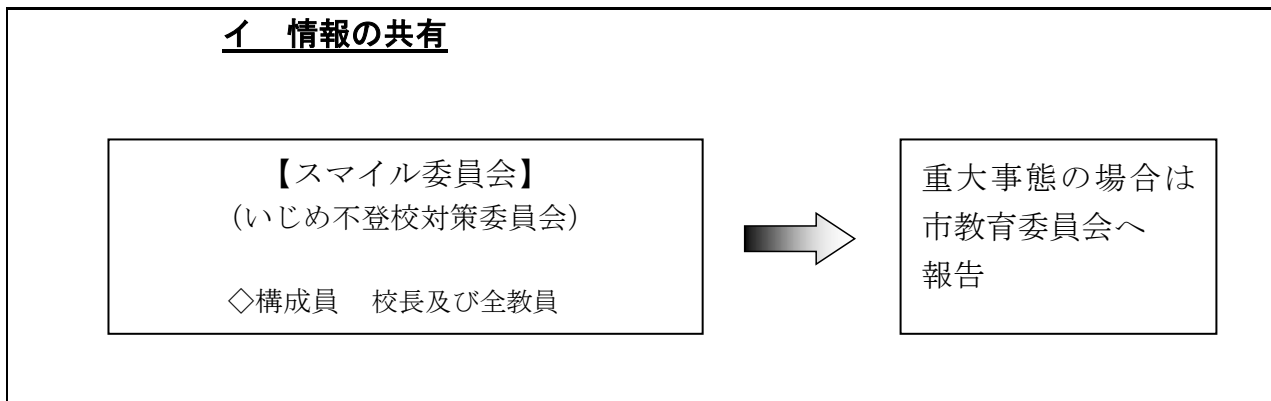 イ　情報の共有
【スマイル委員会】
（いじめ不登校対策委員会）
◇構成員　校長及び全教員
重大事態の場合は
市教育委員会へ
報告